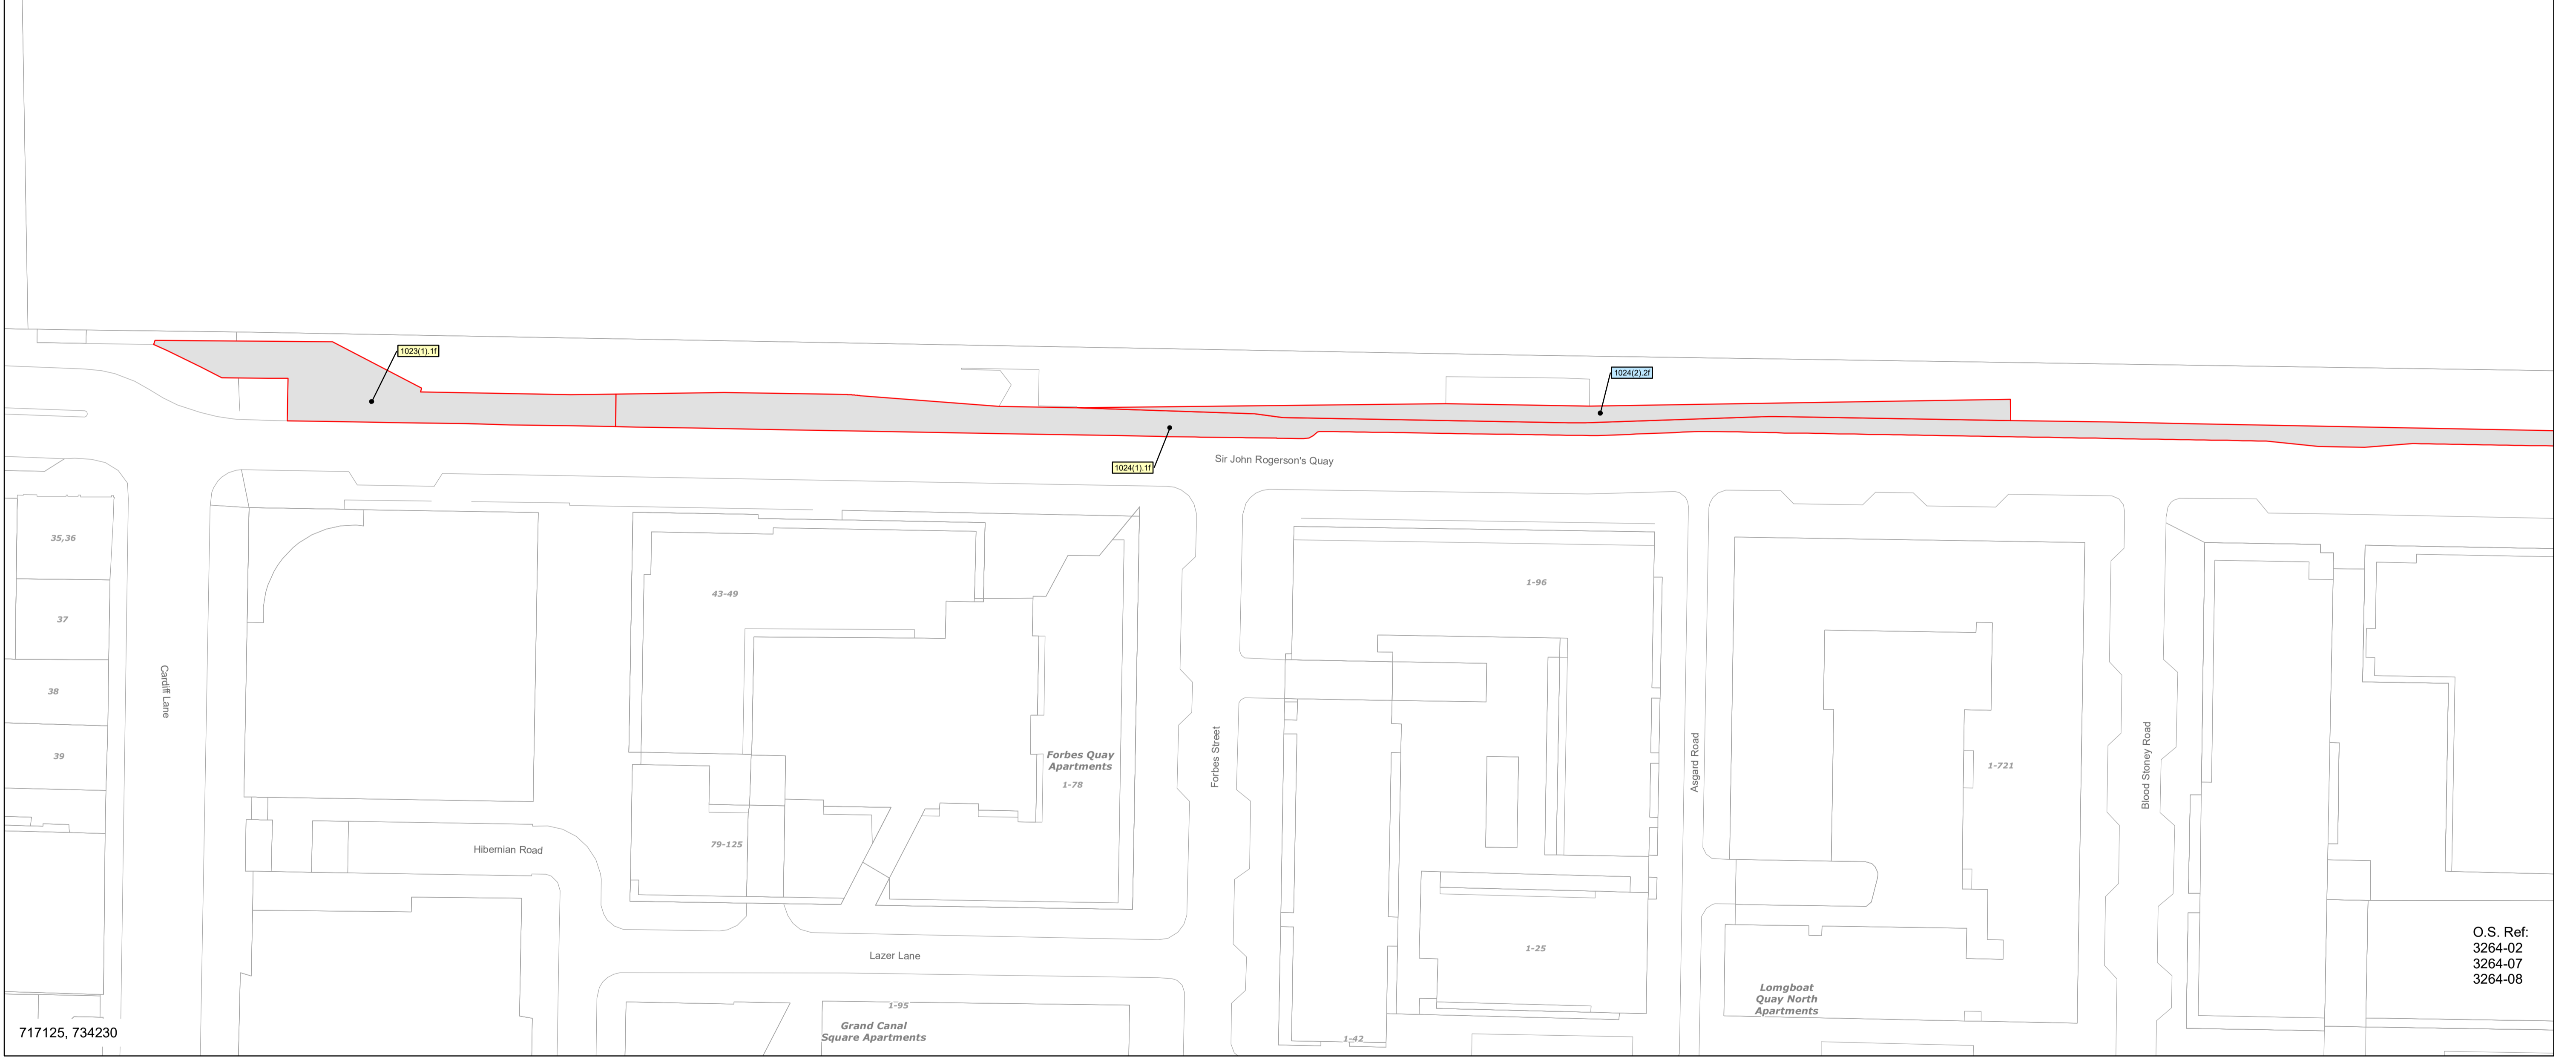 1023(1).1f
1024(2).2f
1024(1).1f
Sir John Rogerson's Quay
35,36
37
38
39
Cardiff Lane
43-49
Forbes Quay
Apartments
1-78
79-125
Hibernian Road
Lazer Lane
1-95
Grand Canal
Square Apartments
Forbes Street
1-96
1-25
1-42
Asgard Road
1-721
Lomgboat
Quay North
Apartments
Blood Stoney Road
O.S. Ref:
3264-02
3264-07
3264-08
717125, 734230